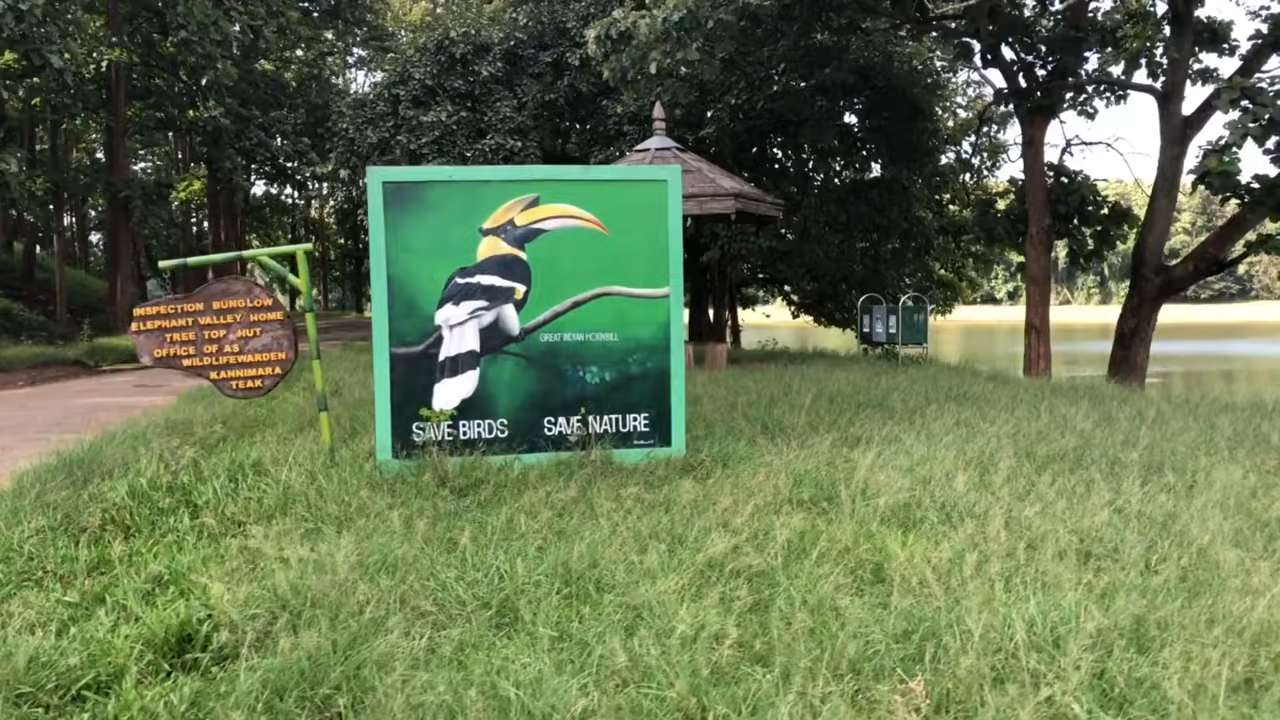 INSPECTION BUNGLOW
ELEPHANT VALLEY HOME
TREE TOP HUT
OFFICE OF AS
WILDLIFEWARDEN
KANNIMARA
TEAK
GREAT INDIAN HORNBILL
SAVE BIRDS SAVE NATURE